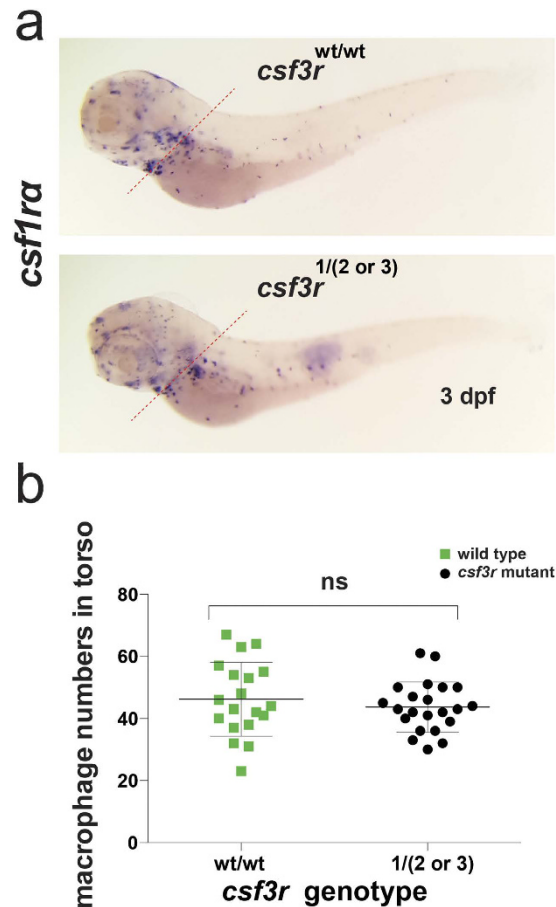 a
csf1rα
csf3r wt/wt
csf3r 1/(2 or 3)
3 dpf
b
macrophage numbers in torso
wild type
csf3r mutant
ns
80
60
40
20
0
wt/wt
1/(2 or 3)
csf3r genotype